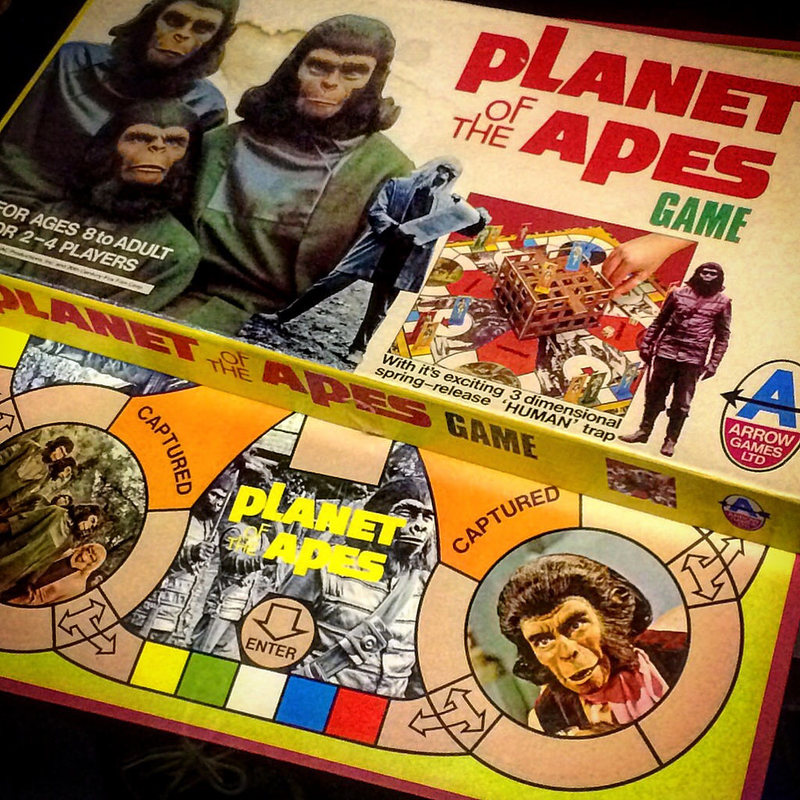 PLANET
OF
THE APES
GAME
FOR AGES 8 to ADULT
OR 2–4 PLAYERS
With it's exciting 3 dimensional
spring–release 'HUMAN' trap
A
ARROW
GAMES
LTD
PLANET OF THE APES GAME
A
CAPTURED
CAPTURED
PLANET
OF
THE APES
ENTER